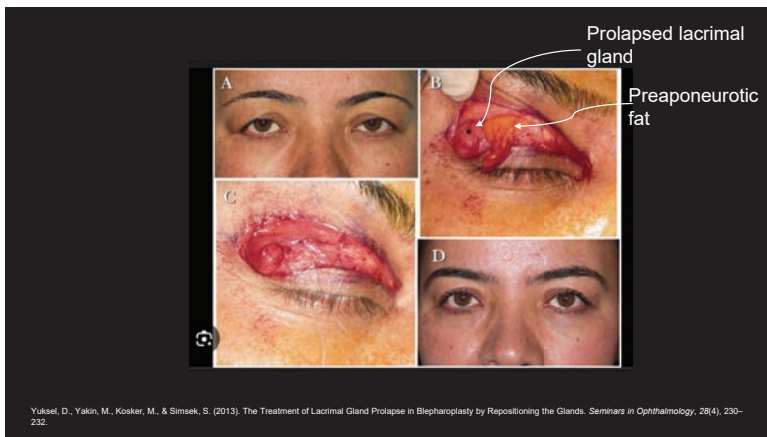 Prolapsed lacrimal
gland
Preaponeurotic
fat
A
B
C
D
Yuksel, D., Yakin, M., Kosker, M., & Simsek, S. (2013). The Treatment of Lacrimal Gland Prolapse in Blepharoplasty by Repositioning the Glands. Seminars in Ophthalmology, 28(4), 230–
232.